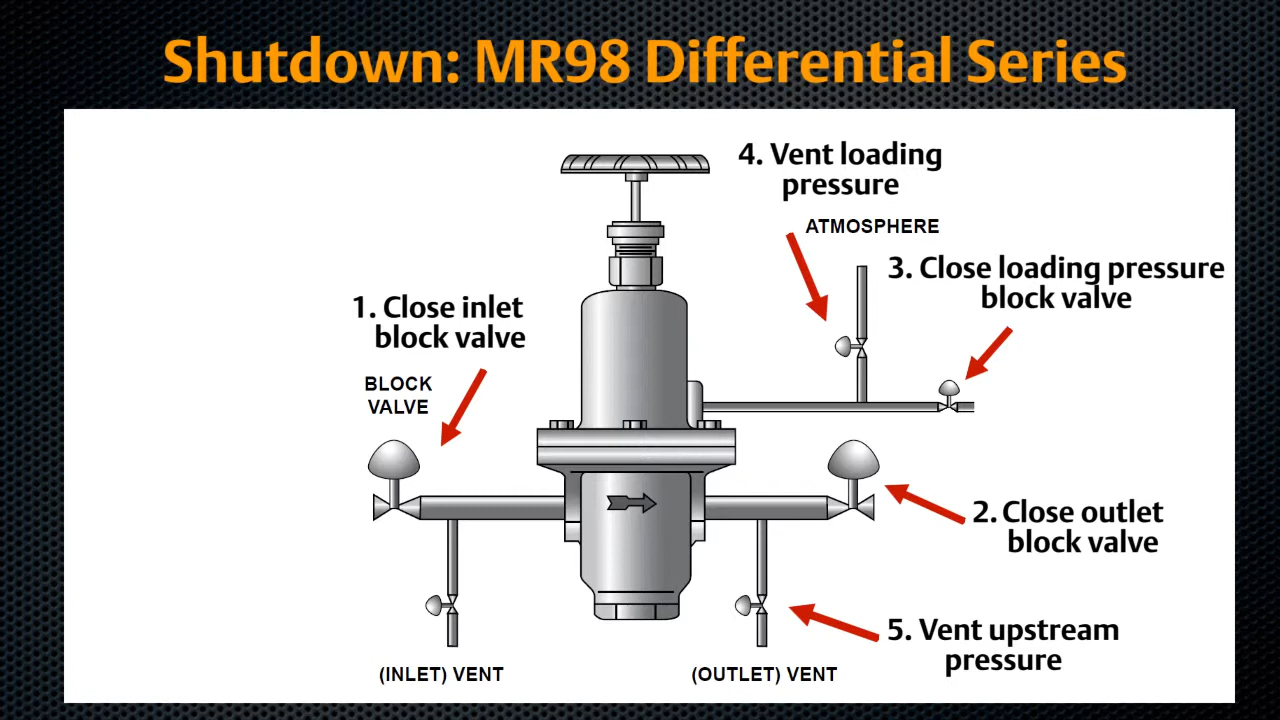 Shutdown: MR98 Differential Series
4. Vent loading
pressure
ATMOSPHERE
3. Close loading pressure
block valve
1. Close inlet
block valve
BLOCK
VALVE
2. Close outlet
block valve
5. Vent upstream
pressure
(INLET) VENT
(OUTLET) VENT